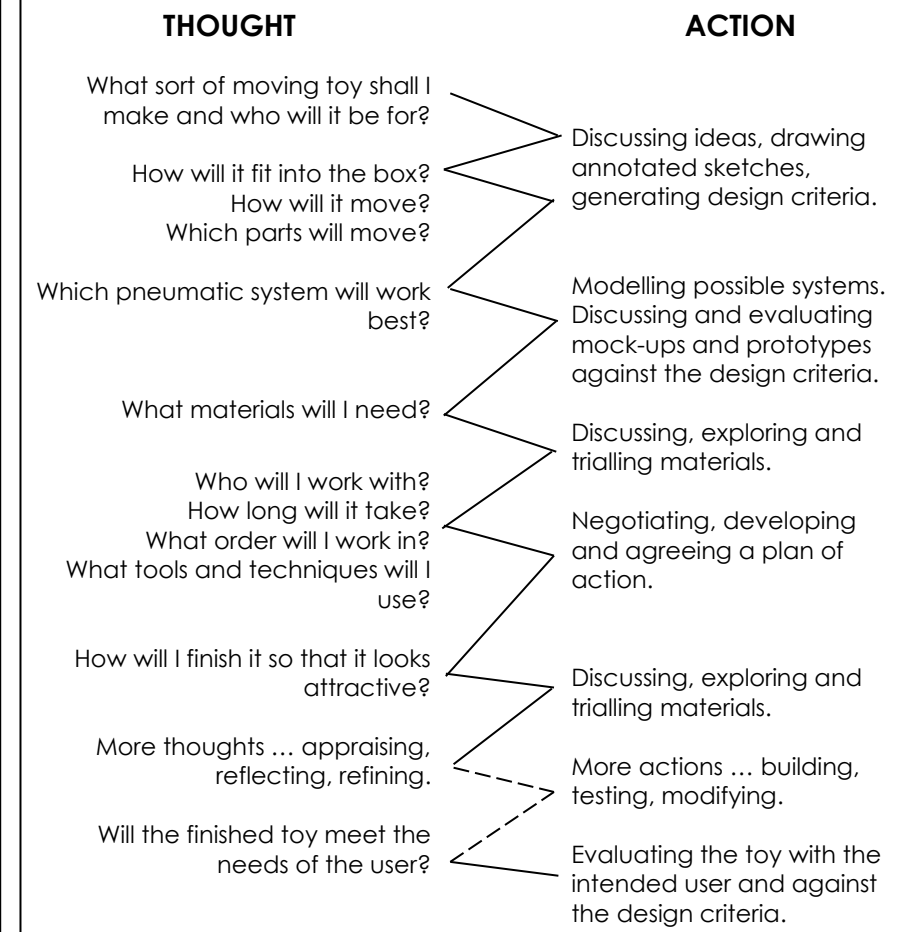 THOUGHT
ACTION
What sort of moving toy shall I
make and who will it be for?
Discussing ideas, drawing
annotated sketches,
generating design criteria.
How will it fit into the box?
How will it move?
Which parts will move?
Which pneumatic system will work
best?
Modelling possible systems.
Discussing and evaluating
mock-ups and prototypes
against the design criteria.
What materials will I need?
Discussing, exploring and
trialling materials.
Who will I work with?
How long will it take?
What order will I work in?
What tools and techniques will I
use?
Negotiating, developing
and agreeing a plan of
action.
How will I finish it so that it looks
attractive?
Discussing, exploring and
trialling materials.
More thoughts … appraising,
reflecting, refining.
More actions … building,
testing, modifying.
Will the finished toy meet the
needs of the user?
Evaluating the toy with the
intended user and against
the design criteria.